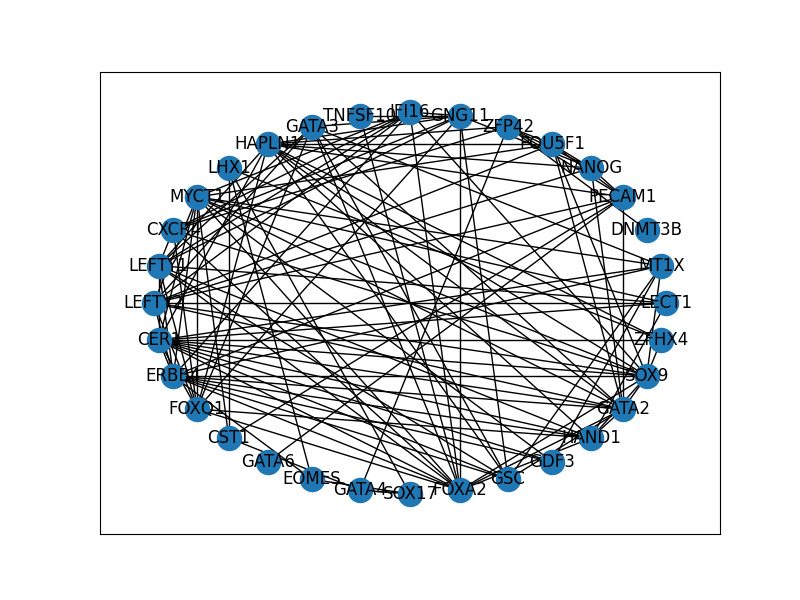 TNFSF10
IFI16
GNG11
GATA3
ZFP42
HAPLN1
POU5F1
LHX1
NANOG
MYCT1
PECAM1
CXCR4
DNMT3B
LEFTY1
MT1X
LEFTY2
LECT1
CER1
ZFHX4
ERBB4
SOX9
FOXQ1
GATA2
CST1
HAND1
GATA6
GDF3
EOMES
GSC
GATA4
FOXA2
SOX17